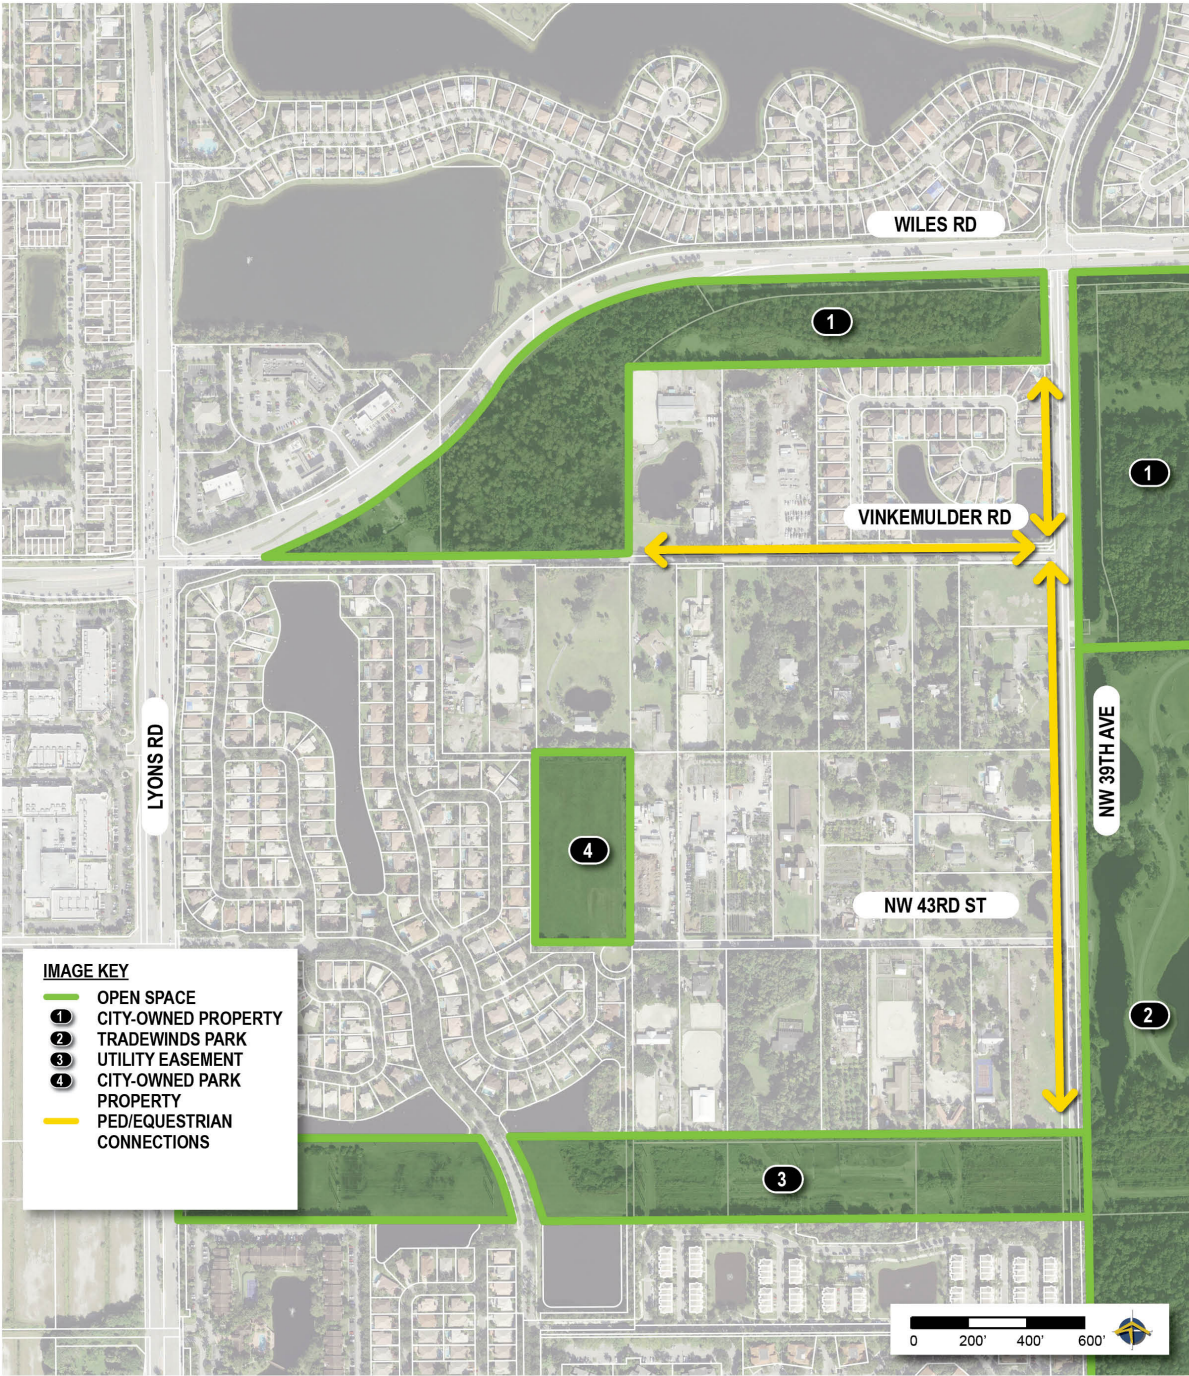 WILES RD
1
1
VINKEMULDER RD
LYONS RD
NW 39TH AVE
4
NW 43RD ST
IMAGE KEY
OPEN SPACE
1 CITY-OWNED PROPERTY
2 TRADEWINDS PARK
3 UTILITY EASEMENT
4 CITY-OWNED PARK
PROPERTY
PED/EQUESTRIAN
CONNECTIONS
2
3
0 200' 400' 600'